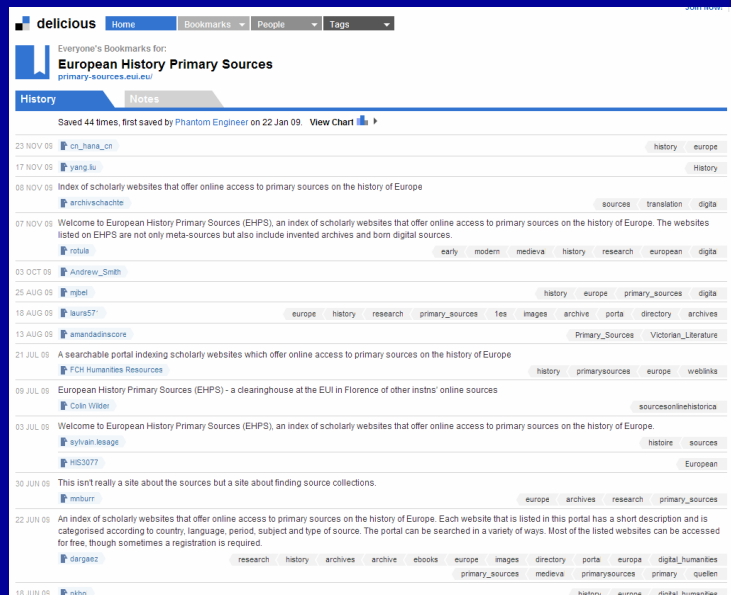 Join Now!
delicious Home Bookmarks People Tags
Everyone's Bookmarks for:
European History Primary Sources
primary-sources.eui.eu/
History Notes
Saved 44 times, first saved by Phantom Engineer on 22 Jan 09. View Chart
23 NOV 09 cn_hana_cn history europe
17 NOV 09 yang.liu History
08 NOV 09 Index of scholarly websites that offer online access to primary sources on the history of Europe
archivschachte sources translation digita
07 NOV 09 Welcome to European History Primary Sources (EHPS), an index of scholarly websites that offer online access to primary sources on the history of Europe. The websites
listed on EHPS are not only meta-sources but also include invented archives and born digital sources.
rotula early modern medieva history research european digita
03 OCT 09 Andrew_Smith
25 AUG 09 mjbel history europe primary_sources digita
18 AUG 09 europe history research primary_sources 1es images archive porta directory archives
13 AUG 09 amandadinscore Primary_Sources Victorian_Literature
21 JUL 09 A searchable portal indexing scholarly websites which offer online access to primary sources on the history of Europe
FCH Humanities Resources history primarysources europe weblinks
09 JUL 09 European History Primary Sources (EHPS) - a clearinghouse at the EUI in Florence of other instns' online sources
Colin Wilder sourcesonlinehistorica
03 JUL 09 Welcome to European History Primary Sources (EHPS), an index of scholarly websites that offer online access to primary sources on the history of Europe.
sylvain.lesage histoire sources
HIS3077 European
30 JUN 09 This isn't really a site about the sources but a site about finding source collections.
mnburr europe archives research primary_sources
22 JUN 09 An index of scholarly websites that offer online access to primary sources on the history of Europe. Each website that is listed in this portal has a short description and is
categorised according to country, language, period, subject and type of source. The portal can be searched in a variety of ways. Most of the listed websites can be accessed
for free, though sometimes a registration is required.
dargaez research history archives archive ebooks europe images directory porta europa digital_humanities
primary_sources medieva primarysources primary quellen
history europe digital_humanities